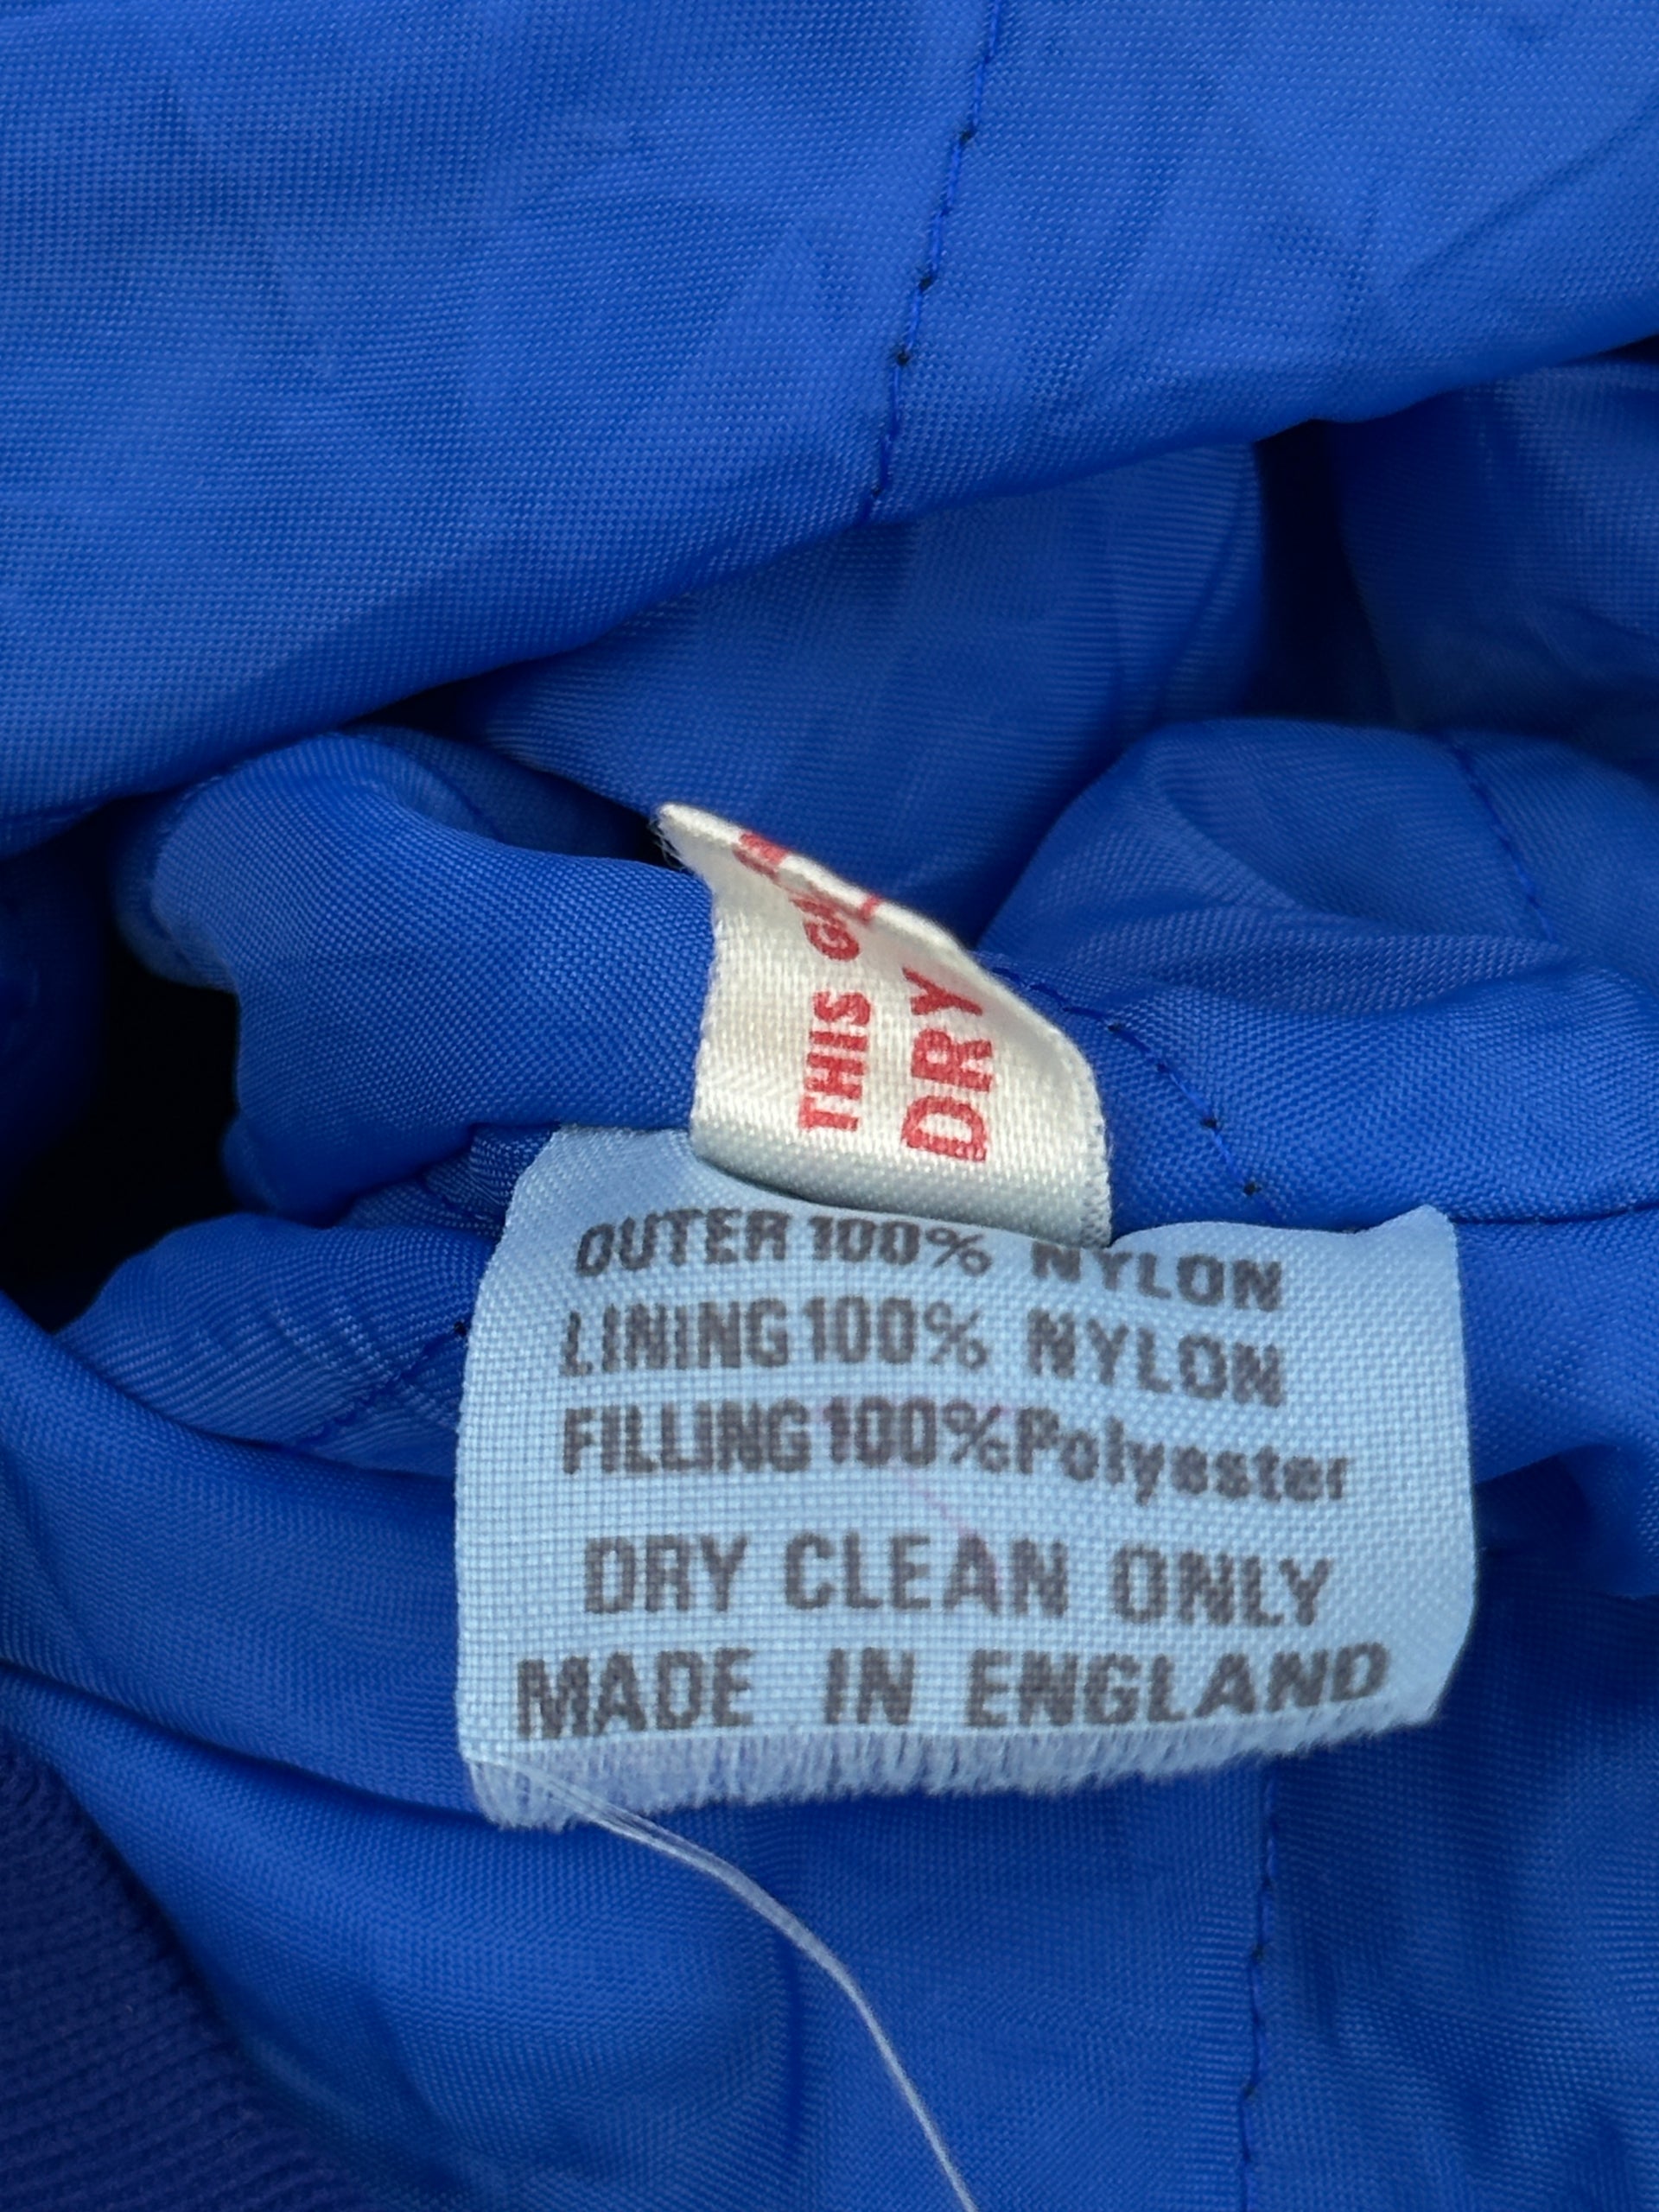 THIS
DRY
OUTER 100% NYLON
LINING 100% NYLON
FILLING 100% Polyester
DRY CLEAN ONLY
MADE IN ENGLAND